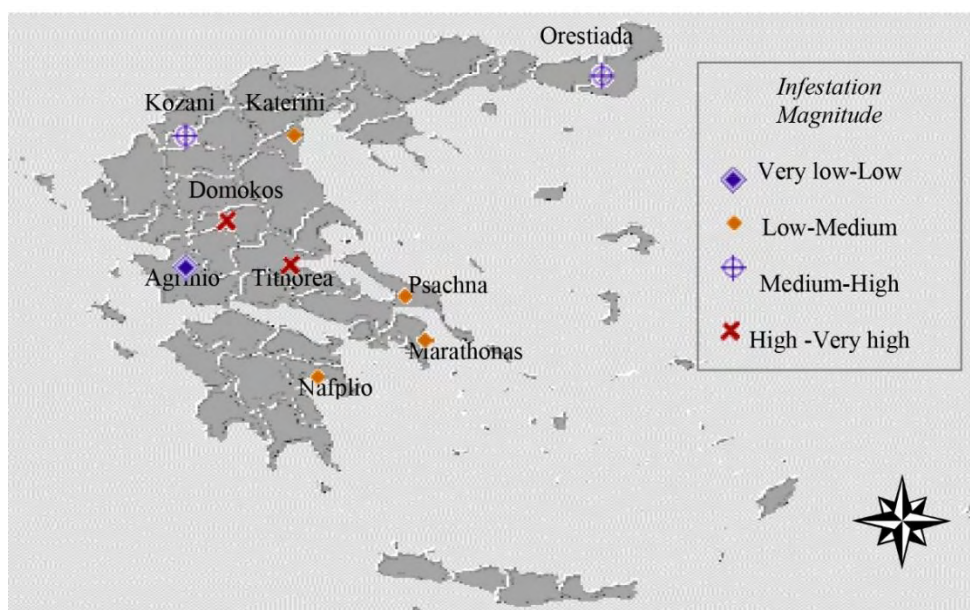 Orestiada
Kozani
Katerini
Domokos
Agrinio
Tithorea
Psachna
Marathonas
Nafplio
Infestation
Magnitude
Very low-Low
Low-Medium
Medium-High
High -Very high